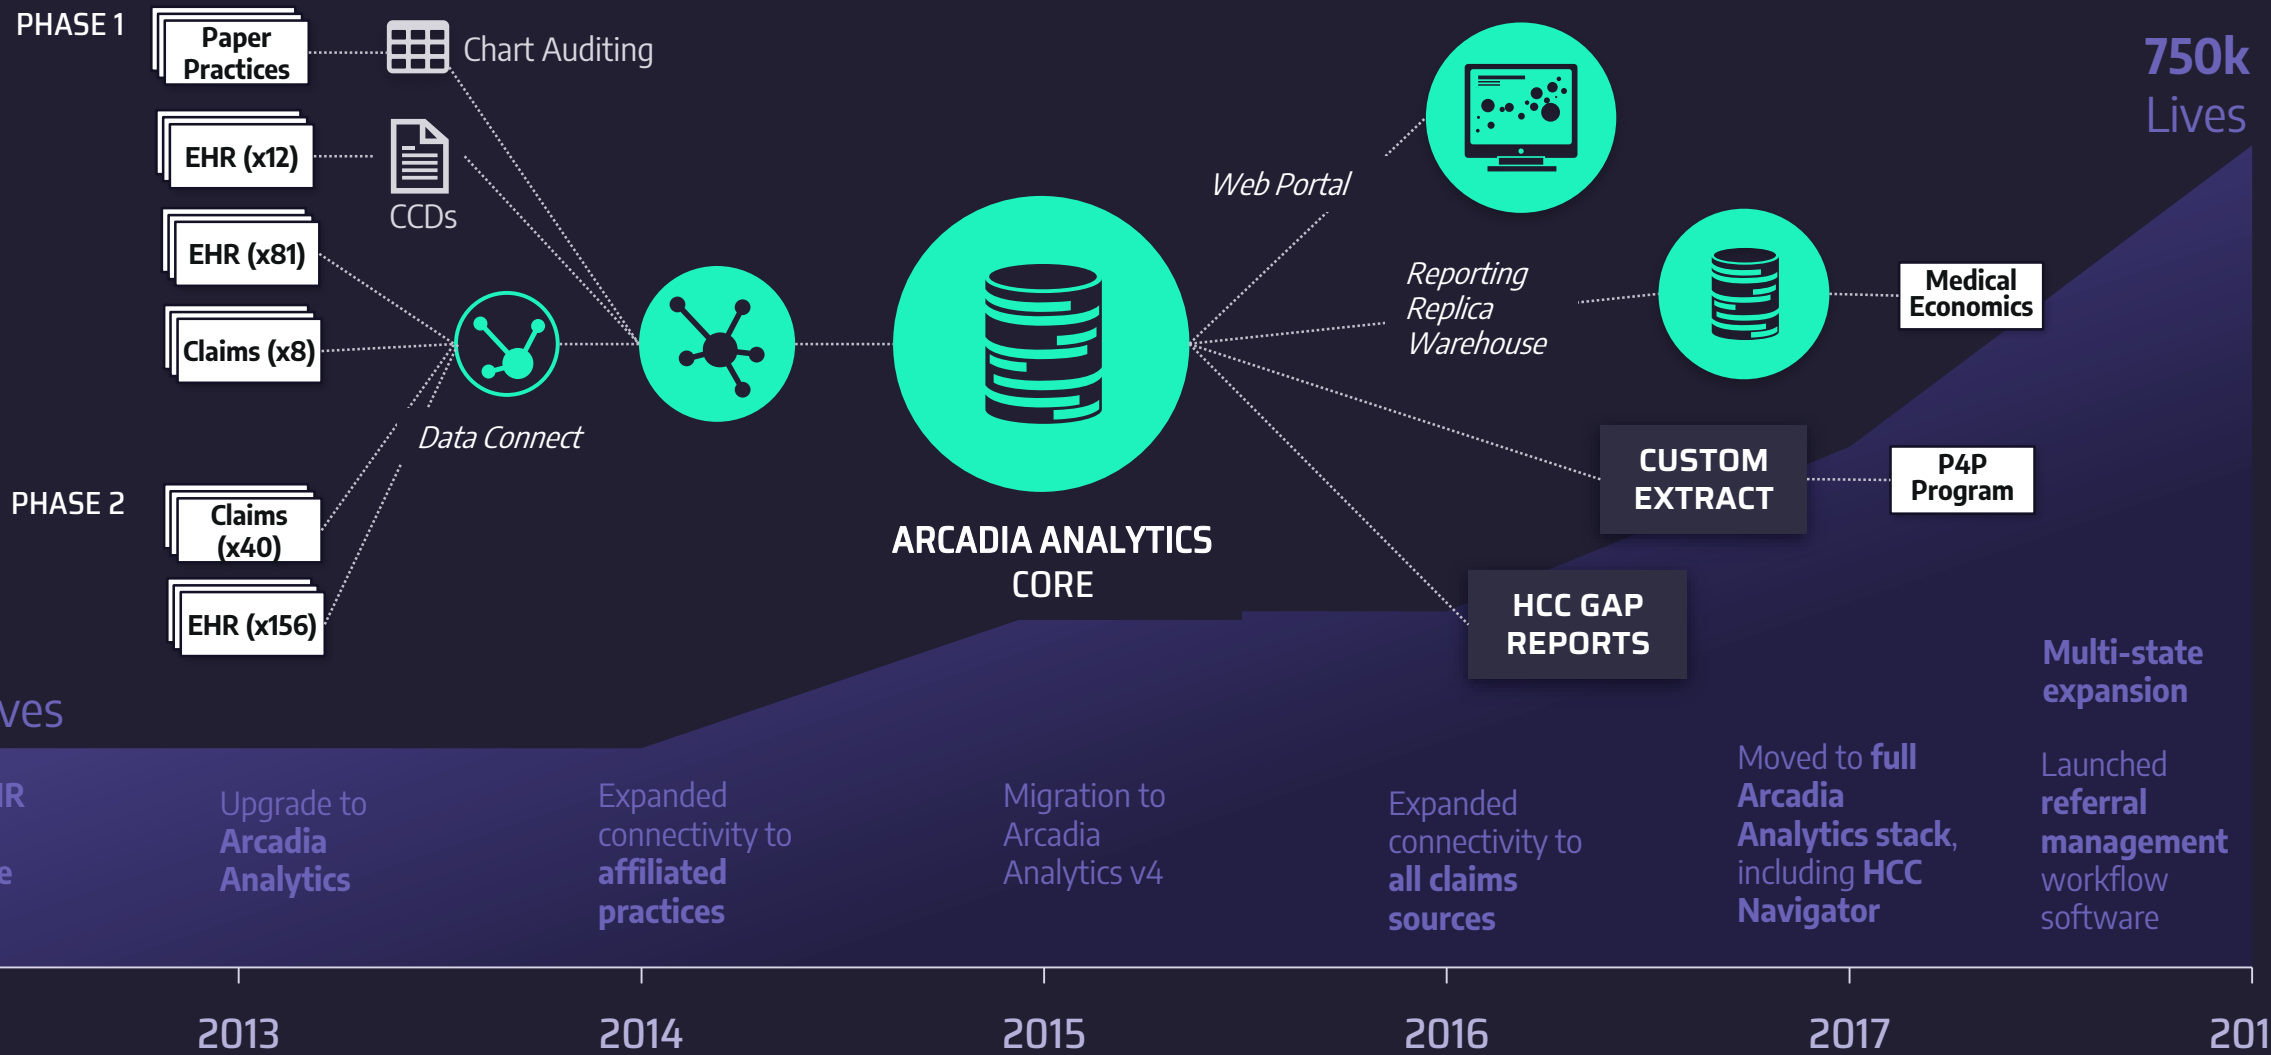 PHASE 1
Paper
Practices
Chart Auditing
EHR (x12)
CCDs
EHR (x81)
Claims (x8)
Data Connect
PHASE 2
Claims
(x40)
EHR (x156)
ARCADIA ANALYTICS
CORE
Web Portal
Reporting
Replica
Warehouse
Medical
Economics
CUSTOM
EXTRACT
P4P
Program
HCC GAP
REPORTS
750k
Lives
Upgrade to
Arcadia
Analytics
Expanded
connectivity to
affiliated
practices
Migration to
Arcadia
Analytics v4
Expanded
connectivity to
all claims
sources
Moved to full
Arcadia
Analytics stack,
including HCC
Navigator
Multi-state
expansion
Launched
referral
management
workflow
software
2013
2014
2015
2016
2017
201